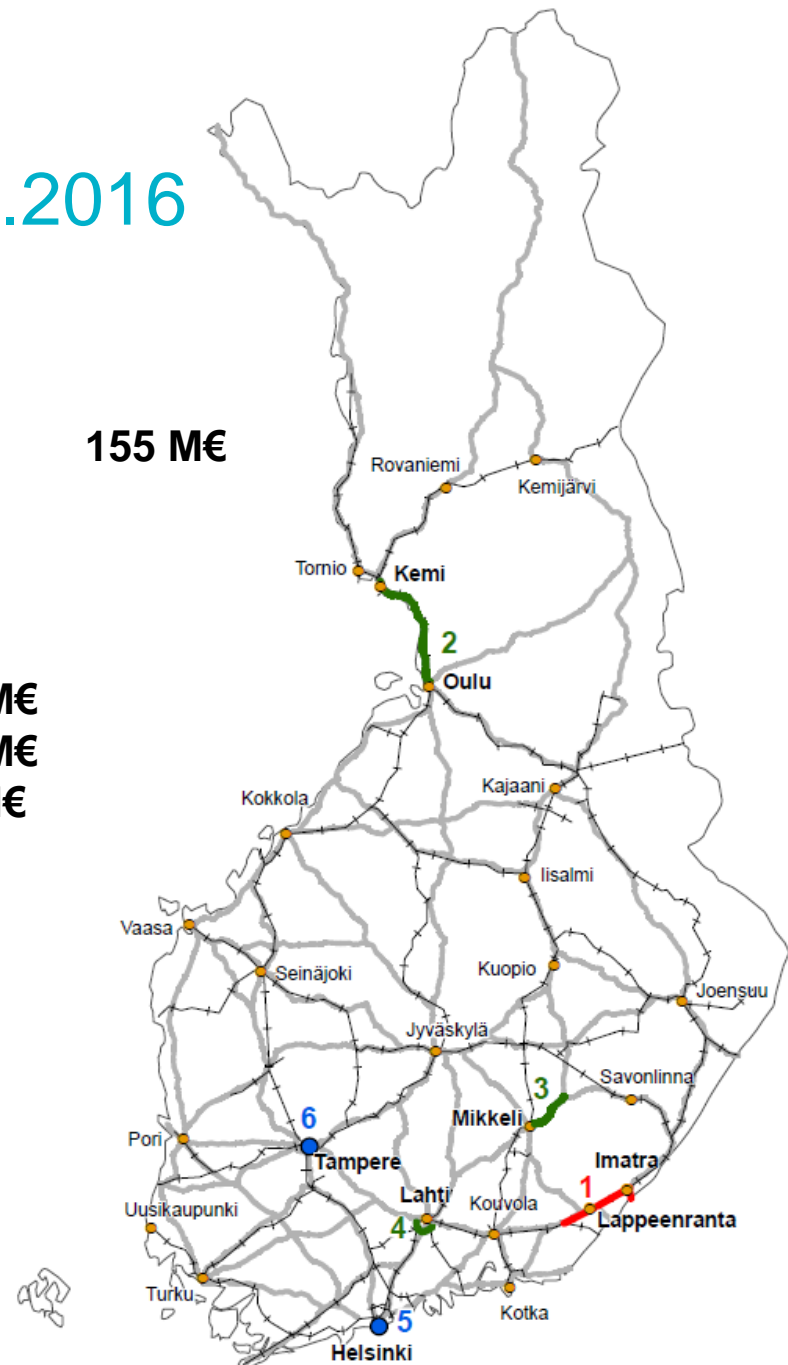 .2016
155 M€
Rovaniemi
Kemijärvi
Tornio
Kemi
2
Oulu
M€
M€
Kajaani
Kokkola
Iisalmi
Vaasa
Kuopio
Seinäjoki
Joensuu
Jyväskylä
Savonlinna
3
Mikkeli
6
Pori
Tampere
Imatra
1
Lahti
Kouvola
Uusikaupunki
4
Lappeenranta
Turku
Kotka
5
Helsinki